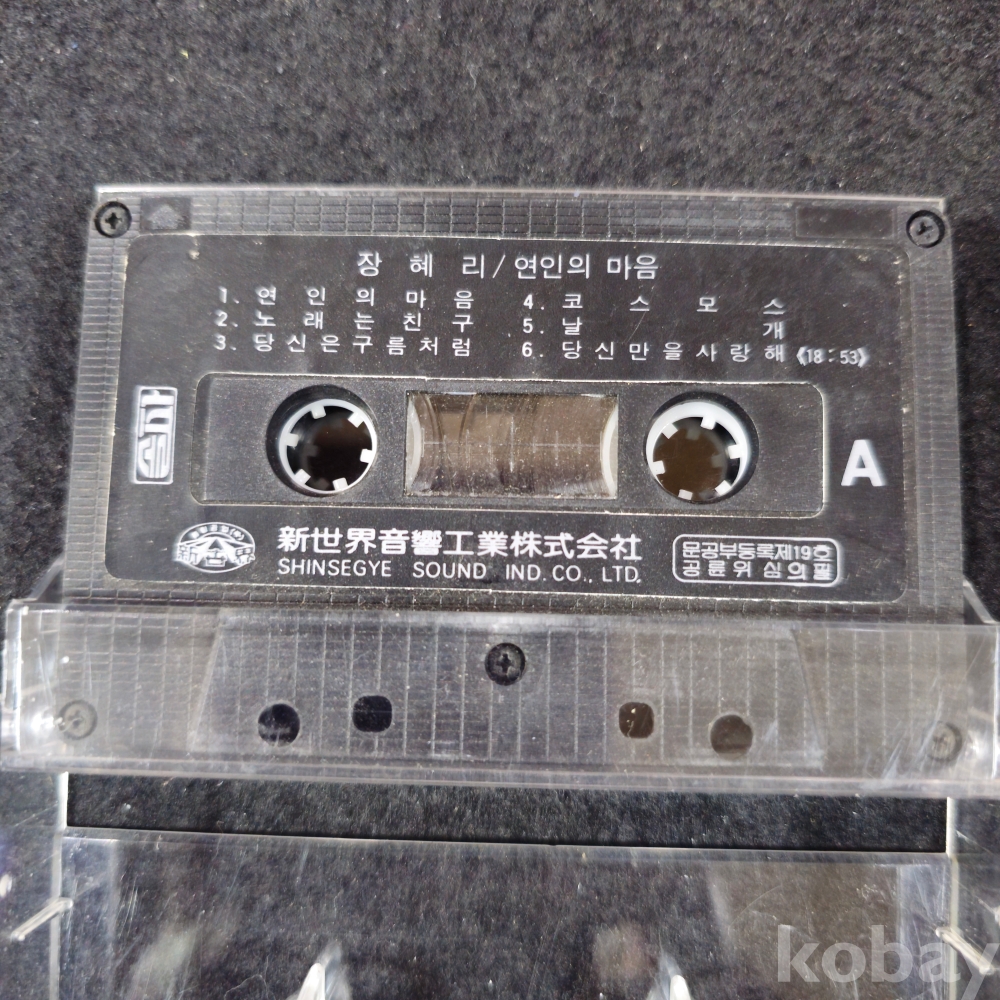 장 혜 리/연인의 마음
1. 연 인 의 마 음
2. 노 래 는 친 구
3. 당신은구름처럼
4. 코 스 모 스
5. 날 개
6. 당신만을사랑해 《18:53》
A
新世界音響工業株式会社
SHINSEGYE SOUND IND. CO., LTD.
문공부등록제19호
공륜위 심의필
kobay